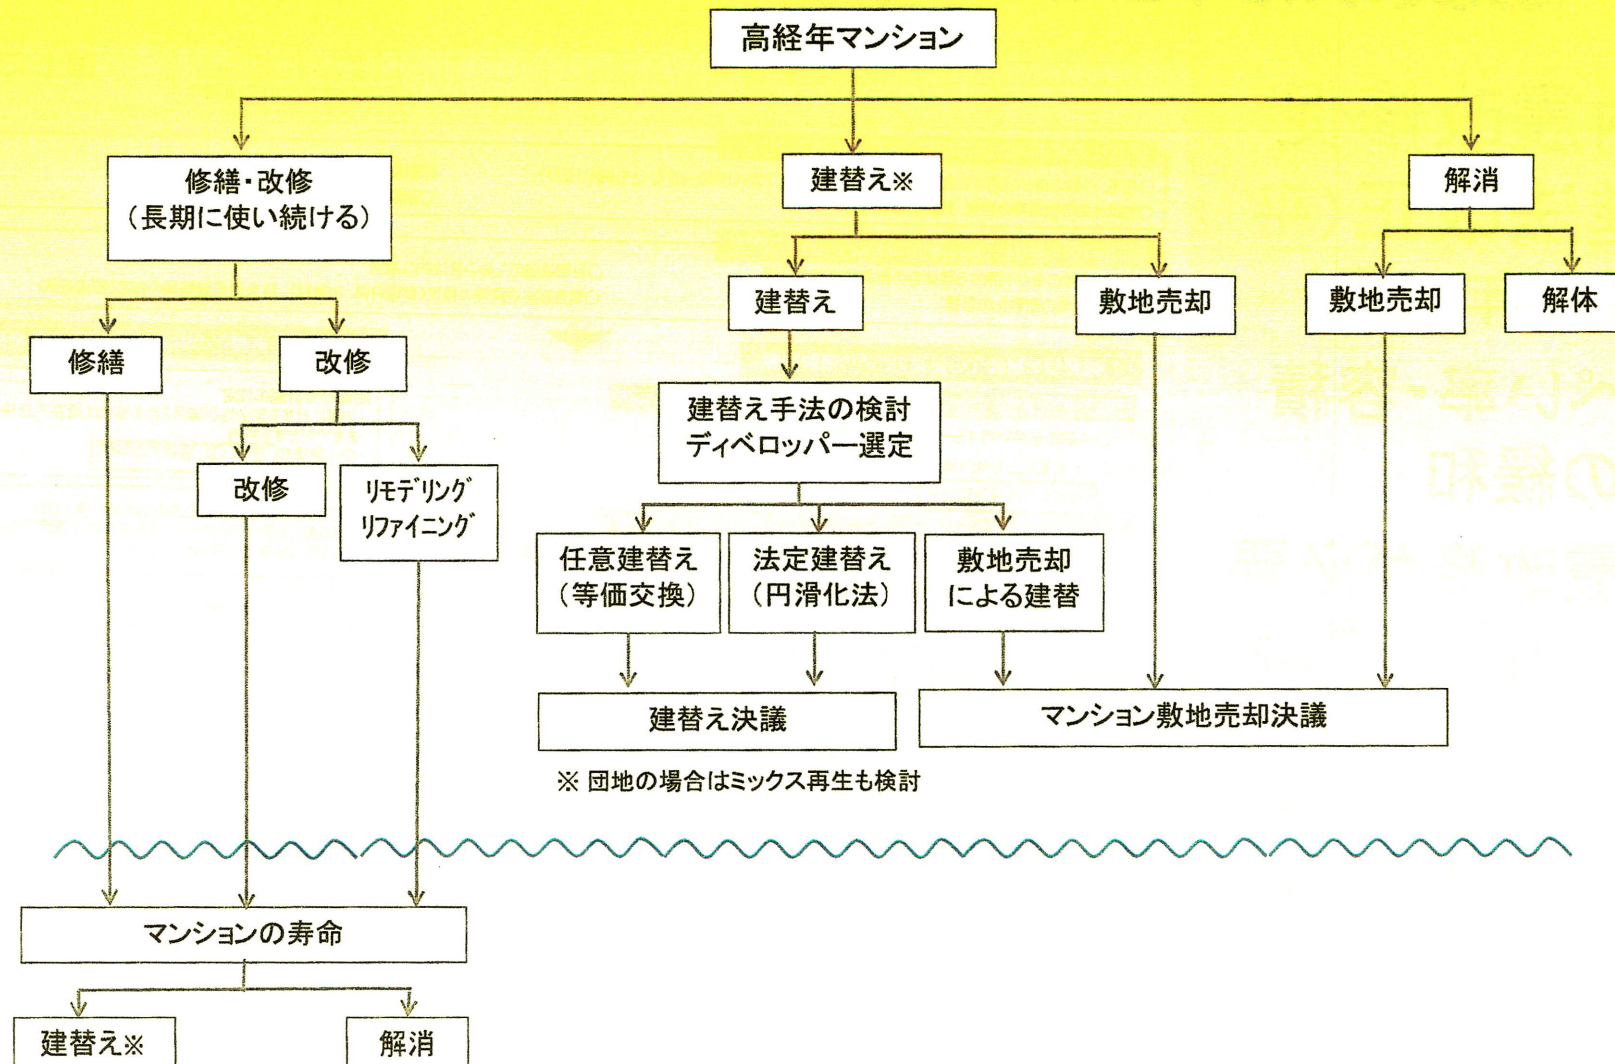 高経年マンション
修繕・改修
（長期に使い続ける）
建替え※
解消
建替え
敷地売却
敷地売却
解体
修繕
改修
建替え手法の検討
ディベロッパー選定
改修
ﾘﾓﾃﾞﾘﾝｸﾞ
ﾘﾌｧｲﾆﾝｸﾞ
任意建替え
（等価交換）
法定建替え
（円滑化法）
敷地売却
による建替
建替え決議
マンション敷地売却決議
※ 団地の場合はミックス再生も検討
マンションの寿命
建替え※
解消